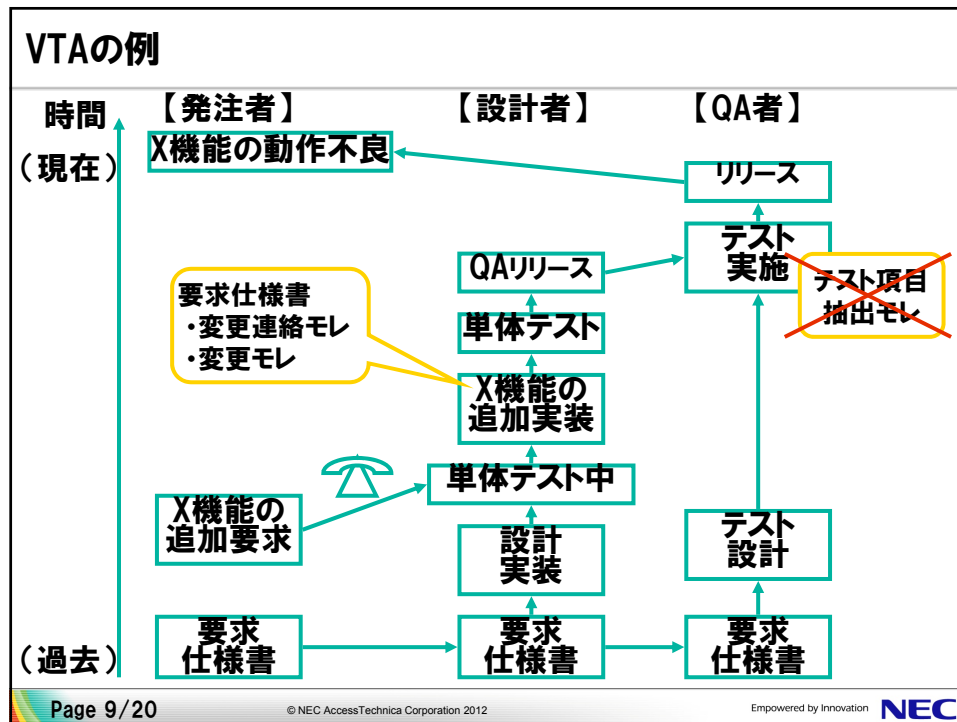 VTAの例
時間
【発注者】
【設計者】
【QA者】
(現在)
X機能の動作不良
リリース
QAリリース
テスト
実施
テスト項目
抽出モレ
要求仕様書
・変更連絡モレ
・変更モレ
単体テスト
X機能の
追加実装
単体テスト中
X機能の
追加要求
設計
実装
テスト
設計
(過去)
要求
仕様書
要求
仕様書
要求
仕様書
Page 9/20
© NEC AccessTechnica Corporation 2012
Empowered by Innovation
NEC